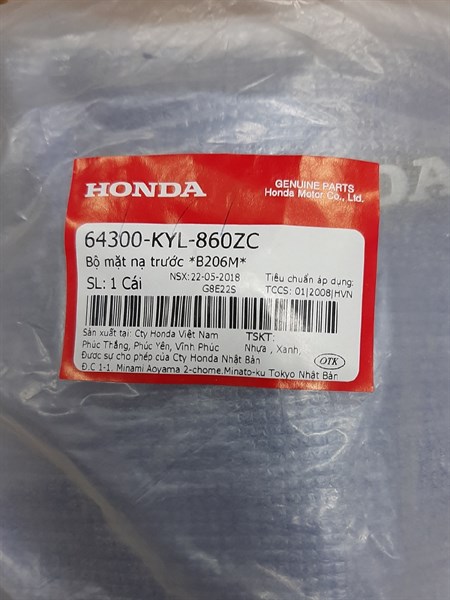 HONDA
GENUINE PARTS
Honda Motor Co., Ltd.
64300-KYL-860ZC
Bộ mặt nạ trước *B206M*
SL: 1 Cái
NSX:22-05-2018
G8E22S
Tiêu chuẩn áp dụng:
TCCS: 01|2008|HVN
Sản xuất tại: Cty Honda Việt Nam
Phúc Thắng, Phúc Yên, Vĩnh Phúc
Được sự cho phép của Cty Honda Nhật Bản
Đ.C 1-1. Minami Aoyama 2-chome.Minato-ku Tokyo Nhật Bản
TSKT:
Nhựa , Xanh,
OTK
NDA